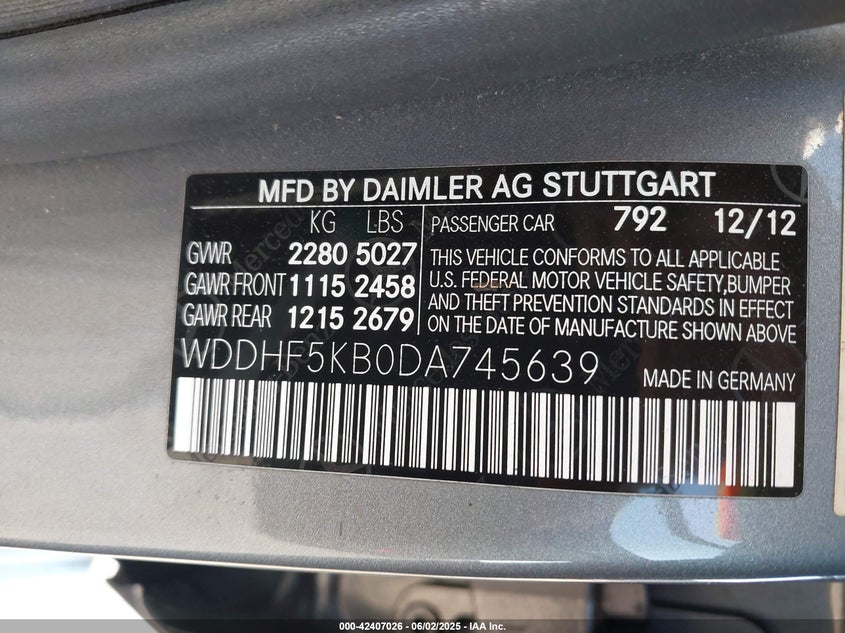 MFD BY DAIMLER AG STUTTGART
KG LBS
GVWR 2280 5027
GAWR FRONT 1115 2458
GAWR REAR 1215 2679
PASSENGER CAR 792 12/12
THIS VEHICLE CONFORMS TO ALL APPLICABLE
U.S. FEDERAL MOTOR VEHICLE SAFETY,BUMPER
AND THEFT PREVENTION STANDARDS IN EFFECT
ON THE DATE OF MANUFACTURE SHOWN ABOVE
WDDHF5KB0DA745639
MADE IN GERMANY
000-42407026 - 06/02/2025 - IAA Inc.